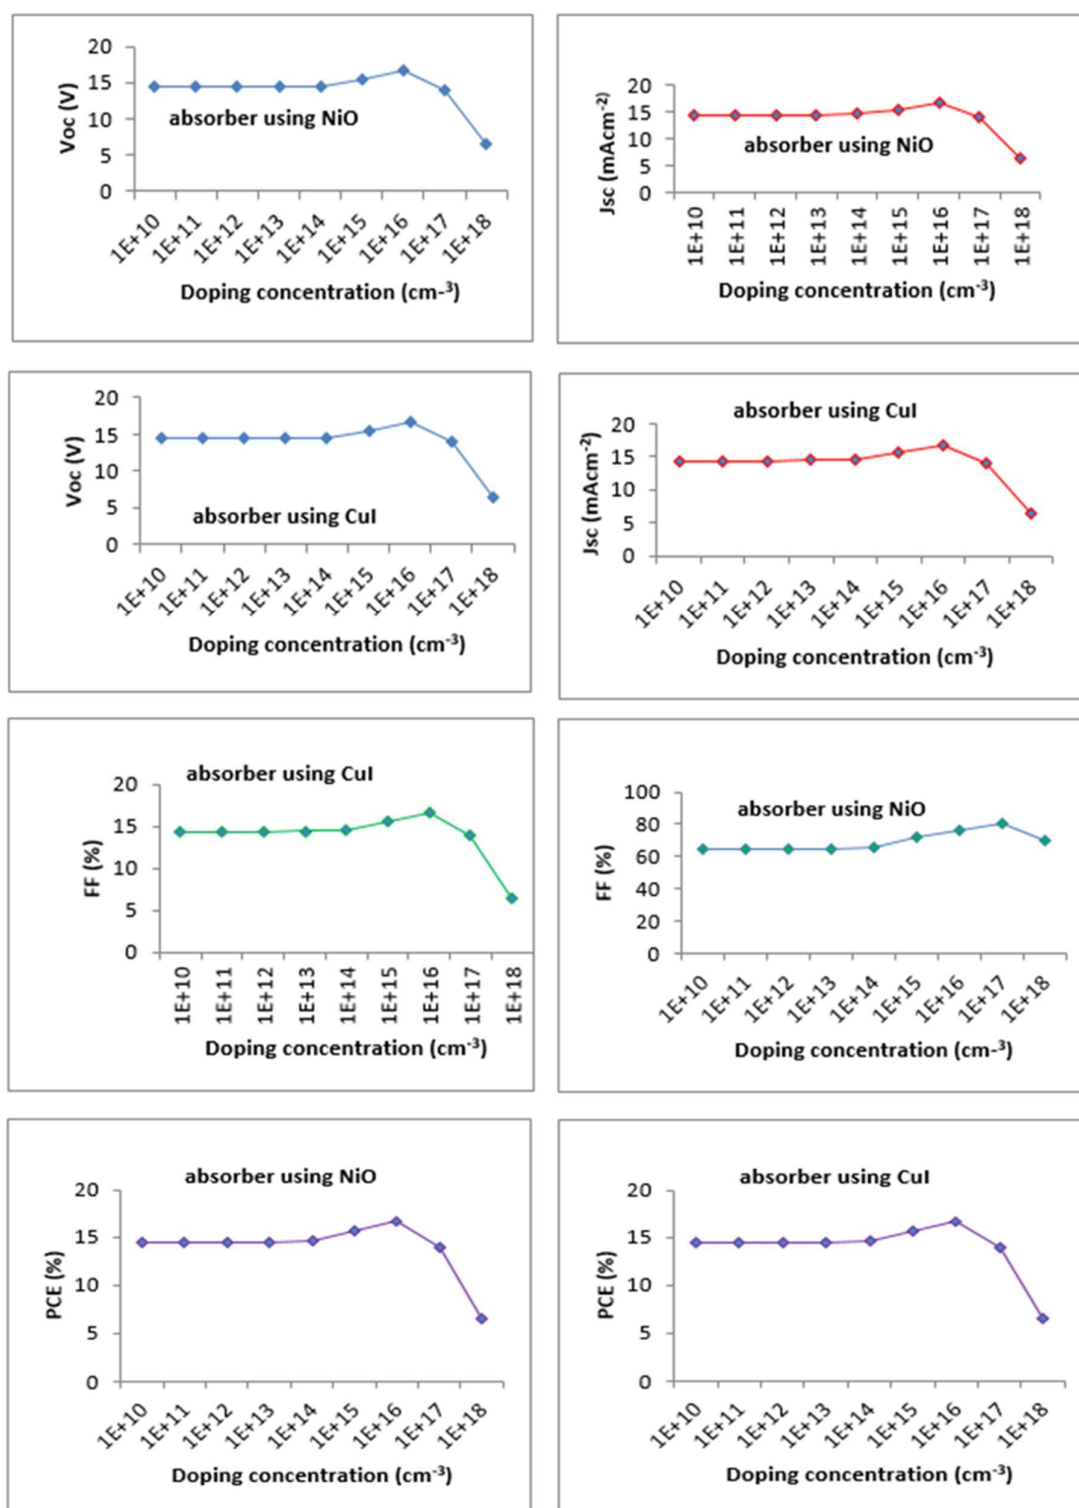 20
15
10
5
0
Voc (V)
absorber using NiO
1E+10
1E+11
1E+12
1E+13
1E+14
1E+15
1E+16
1E+17
1E+18
Doping concentration (cm-³)
20
15
10
5
0
Jsc (mAcm⁻²)
absorber using NiO
1E+10
1E+11
1E+12
1E+13
1E+14
1E+15
1E+16
1E+17
1E+18
Doping concentration (cm⁻³)
20
15
10
5
0
Voc (V)
absorber using CuI
1E+10
1E+11
1E+12
1E+13
1E+14
1E+15
1E+16
1E+17
1E+18
Doping concentration (cm⁻³)
absorber using CuI
20
15
10
5
0
Jsc (mAcm⁻²)
1E+10
1E+11
1E+12
1E+13
1E+14
1E+15
1E+16
1E+17
1E+18
Doping concentration (cm⁻³)
absorber using CuI
20
15
10
5
0
FF (%)
1E+10
1E+11
1E+12
1E+13
1E+14
1E+15
1E+16
1E+17
1E+18
Doping concentration (cm⁻³)
absorber using NiO
100
80
60
40
20
0
FF (%)
1E+10
1E+11
1E+12
1E+13
1E+14
1E+15
1E+16
1E+17
1E+18
Doping concentration (cm-³)
absorber using NiO
20
15
10
5
0
PCE (%)
1E+10
1E+11
1E+12
1E+13
1E+14
1E+15
1E+16
1E+17
1E+18
Doping concentration (cm⁻³)
absorber using CuI
20
15
10
5
0
PCE (%)
1E+10
1E+11
1E+12
1E+13
1E+14
1E+15
1E+16
1E+17
1E+18
Doping concentration (cm⁻³)